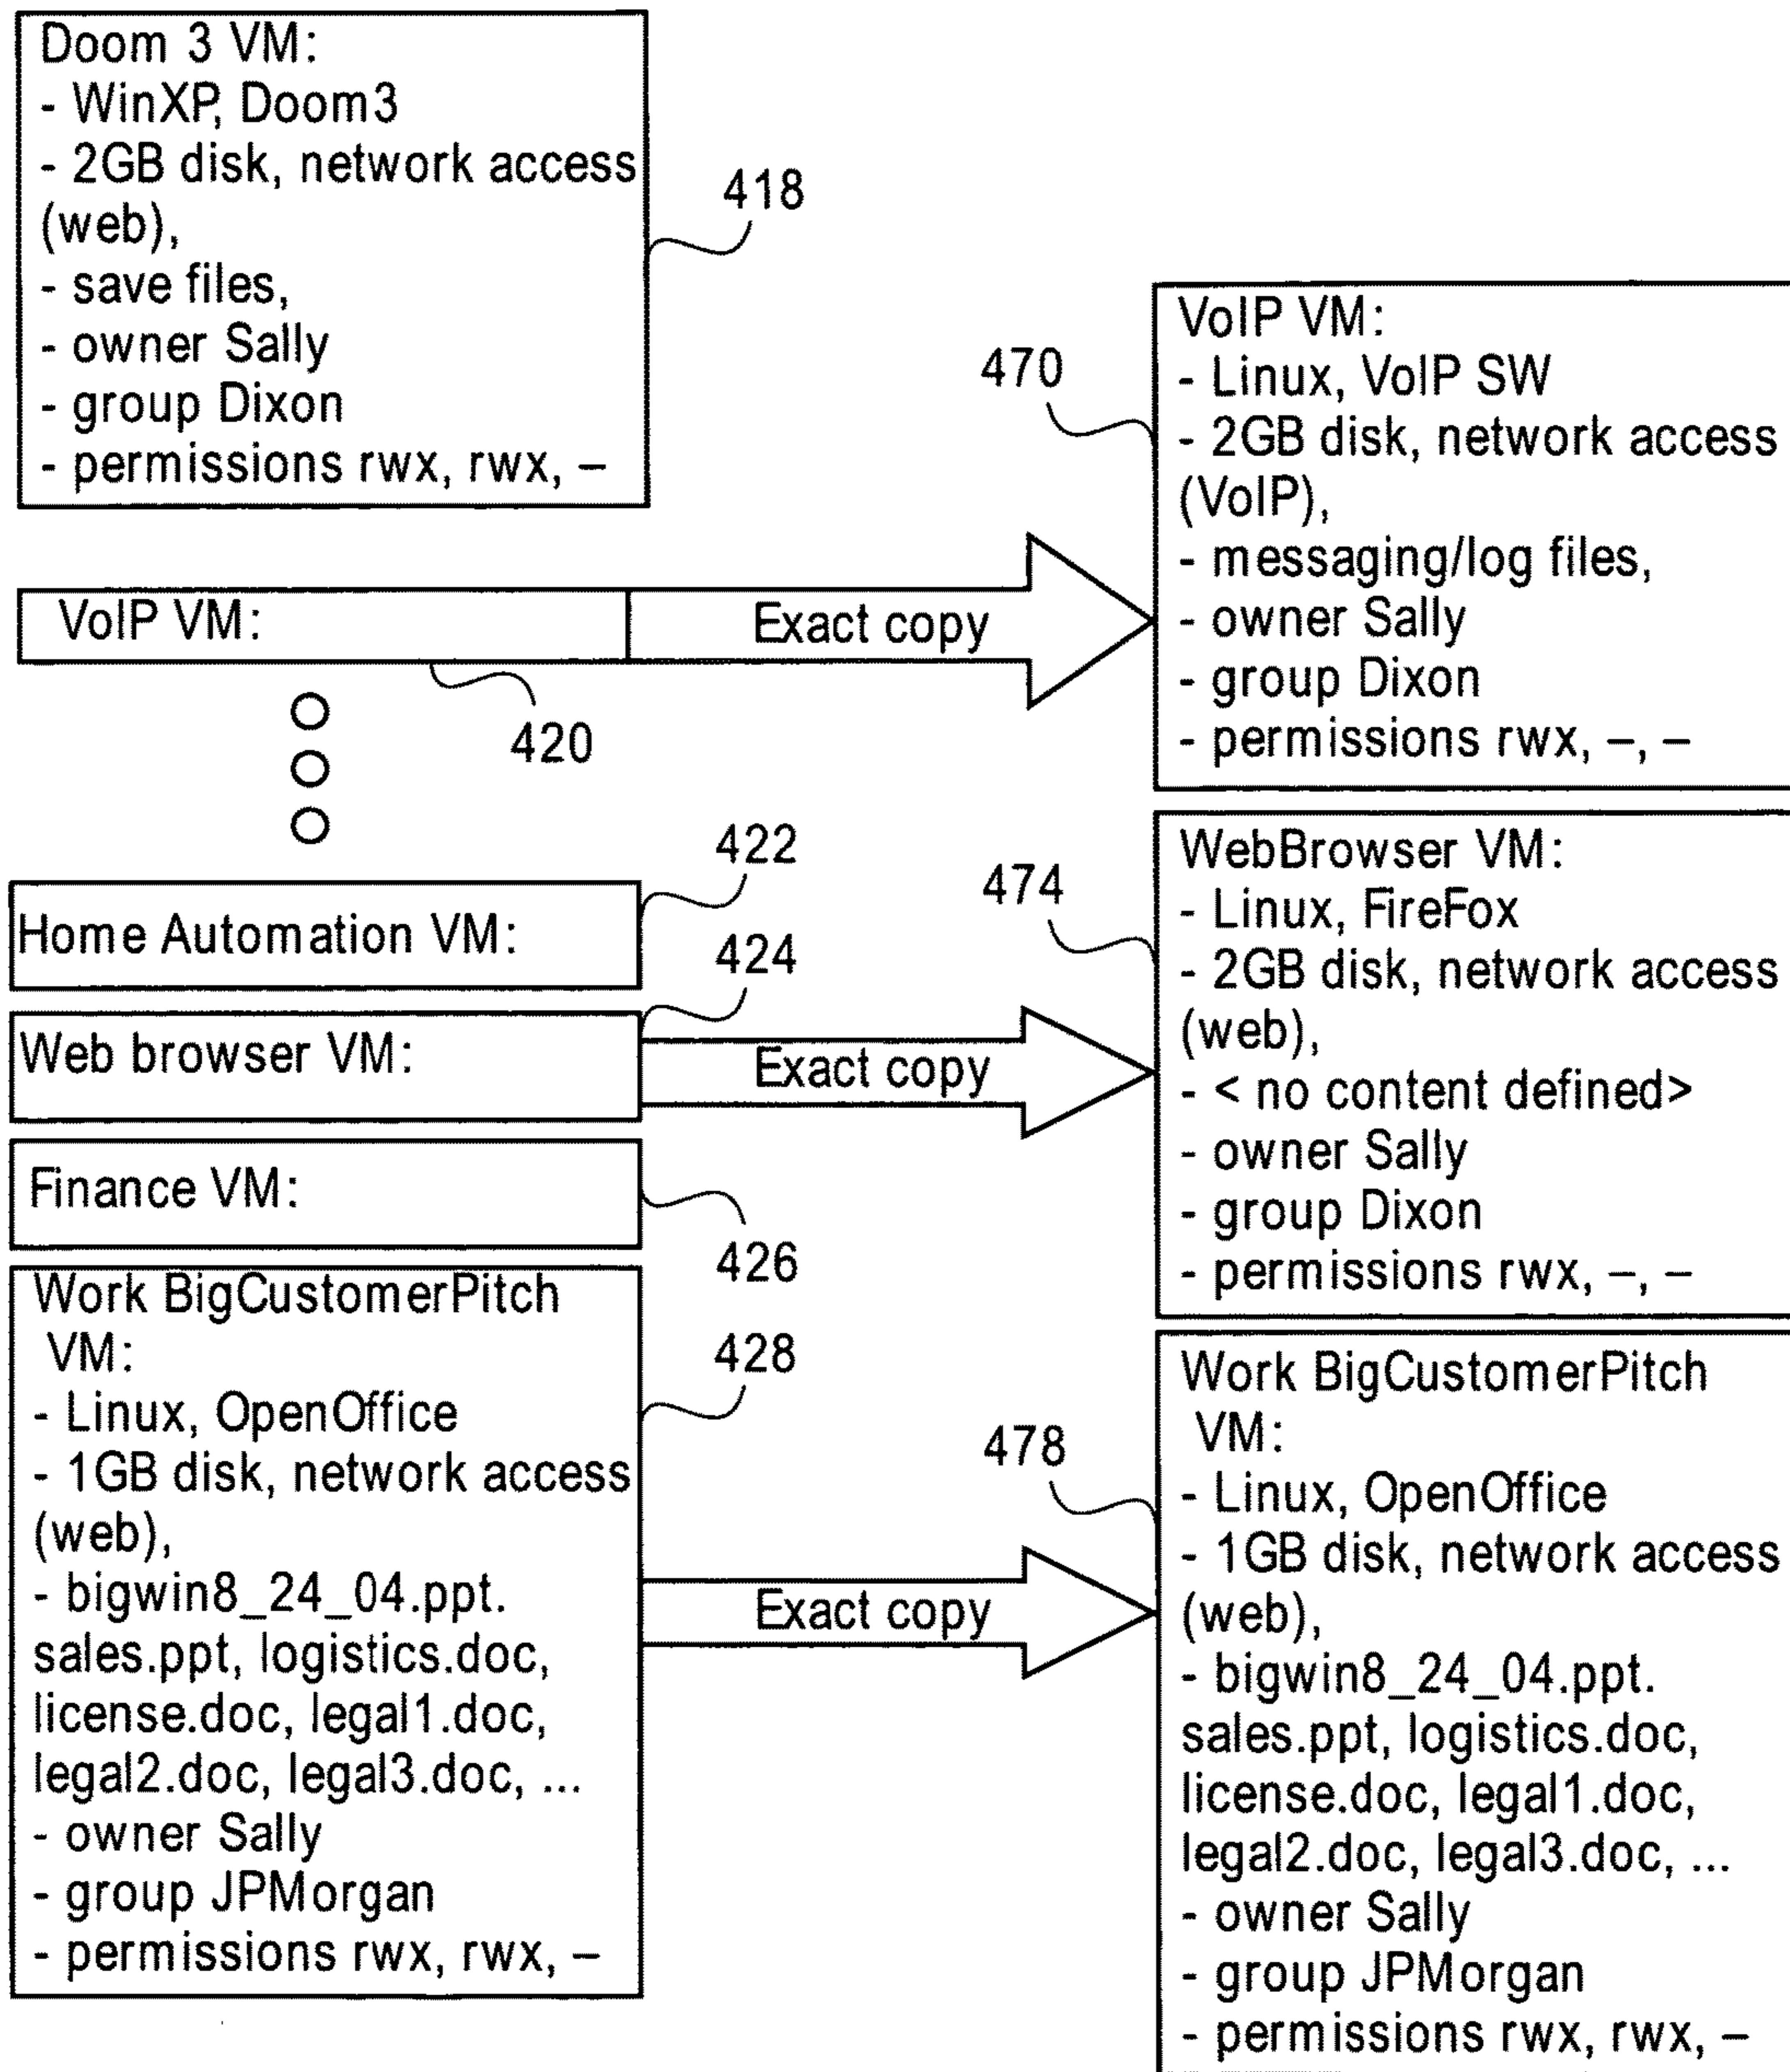 Doom 3 VM:
- WinXP, Doom3
- 2GB disk, network access
(web),
- save files,
- owner Sally
- group Dixon
- permissions rwx, rwx, –
418
VoIP VM:
Exact copy
420
470
VoIP VM:
- Linux, VoIP SW
- 2GB disk, network access
(VoIP),
- messaging/log files,
- owner Sally
- group Dixon
- permissions rwx, –, –
Home Automation VM:
422
Web browser VM:
424
Exact copy
474
WebBrowser VM:
- Linux, FireFox
- 2GB disk, network access
(web),
- < no content defined>
- owner Sally
- group Dixon
- permissions rwx, –, –
Finance VM:
426
Work BigCustomerPitch
VM:
- Linux, OpenOffice
- 1GB disk, network access
(web),
- bigwin8_24_04.ppt.
sales.ppt, logistics.doc,
license.doc, legal1.doc,
legal2.doc, legal3.doc, ...
- owner Sally
- group JPMorgan
- permissions rwx, rwx, –
428
Exact copy
478
Work BigCustomerPitch
VM:
- Linux, OpenOffice
- 1GB disk, network access
(web),
- bigwin8_24_04.ppt.
sales.ppt, logistics.doc,
license.doc, legal1.doc,
legal2.doc, legal3.doc, ...
- owner Sally
- group JPMorgan
- permissions rwx, rwx, –